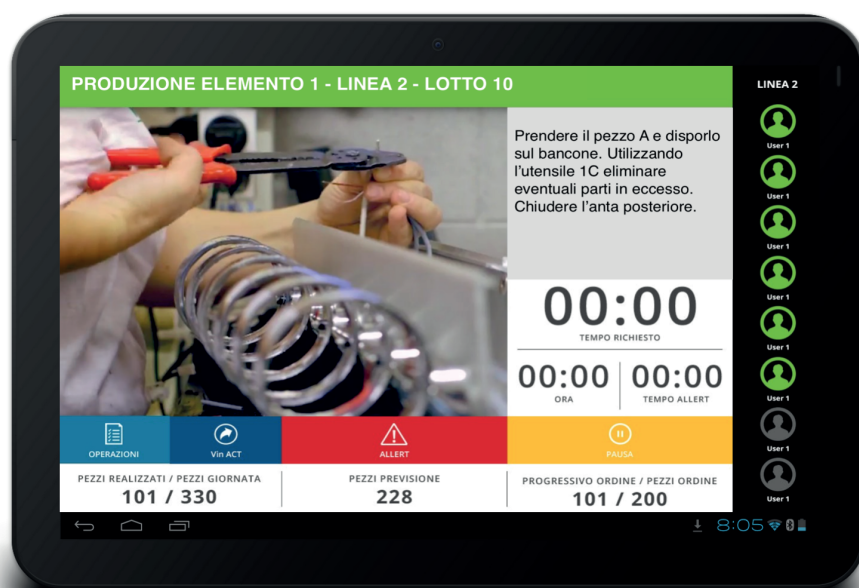 PRODUZIONE ELEMENTO 1 - LINEA 2 - LOTTO 10
LINEA 2
Prendere il pezzo A e disporlo
sul bancone. Utilizzando
l'utensile 1C eliminare
eventuali parti in eccesso.
Chiudere l'anta posteriore.
00:00
TEMPO RICHIESTO
00:00
ORA
00:00
TEMPO ALLERT
User 1
User 1
User 1
User 1
User 1
User 1
User 1
User 1
OPERAZIONI
Vin ACT
ALLERT
PAUSA
PEZZI REALIZZATI / PEZZI GIORNATA
101 / 330
PEZZI PREVISIONE
228
PROGRESSIVO ORDINE / PEZZI ORDINE
101 / 200
8:05